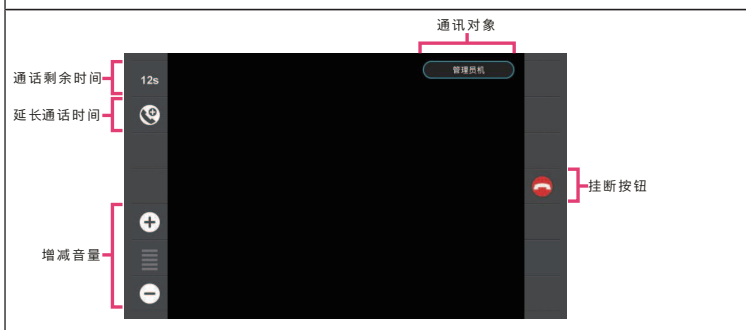 通讯对象
管理员机
通话剩余时间
12s
延长通话时间
挂断按钮
增减音量